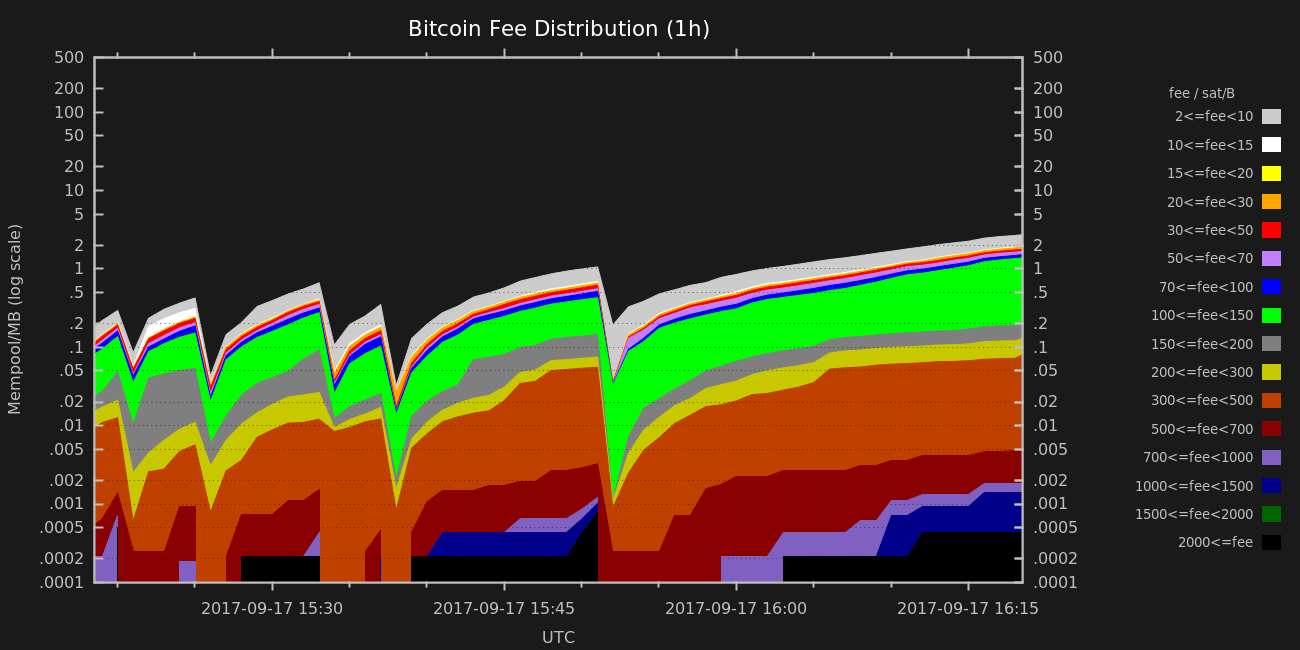 Bitcoin Fee Distribution (1h)
500
200
100
50
20
10
5
2
1
.5
.2
.1
.05
.02
.01
.005
.002
.001
.0005
.0002
.0001
Mempool/MB (log scale)
500
200
100
50
20
10
5
2
1
.5
.2
.1
.05
.02
.01
.005
.002
.001
.0005
.0002
.0001
2017-09-17 15:30
2017-09-17 15:45
2017-09-17 16:00
2017-09-17 16:15
UTC
fee / sat/B
2<=fee<10
10<=fee<15
15<=fee<20
20<=fee<30
30<=fee<50
50<=fee<70
70<=fee<100
100<=fee<150
150<=fee<200
200<=fee<300
300<=fee<500
500<=fee<700
700<=fee<1000
1000<=fee<1500
1500<=fee<2000
2000<=fee